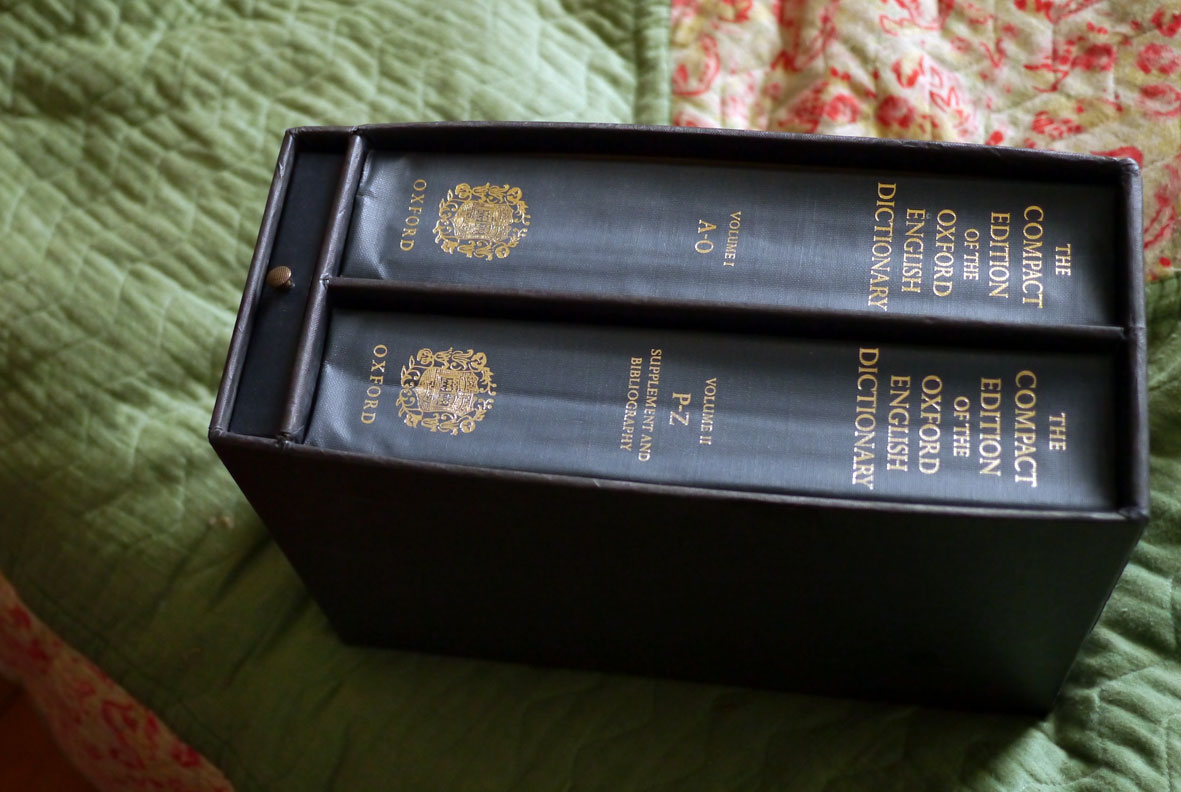 THE
COMPACT
EDITION
OF THE
OXFORD
ENGLISH
DICTIONARY
VOLUME I
A-O
OXFORD
THE
COMPACT
EDITION
OF THE
OXFORD
ENGLISH
DICTIONARY
VOLUME II
P-Z
SUPPLEMENT AND
BIBLIOGRAPHY
OXFORD